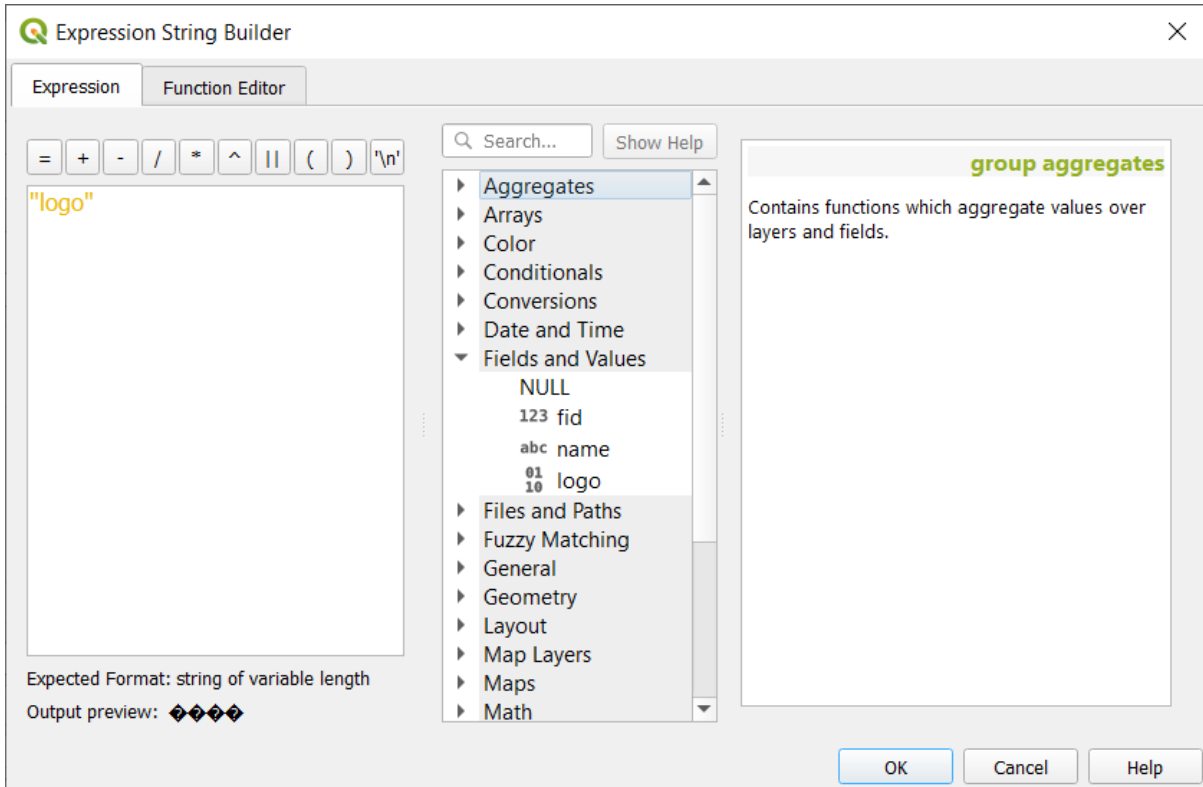 Expression String Builder
Expression
Function Editor
= + - / * ^ || ( ) '\n'
"logo"
Expected Format: string of variable length
Output preview: ����
Search...
Show Help
Aggregates
Arrays
Color
Conditionals
Conversions
Date and Time
Fields and Values
NULL
123 fid
abc name
01
10 logo
Files and Paths
Fuzzy Matching
General
Geometry
Layout
Map Layers
Maps
Math
group aggregates
Contains functions which aggregate values over
layers and fields.
OK
Cancel
Help